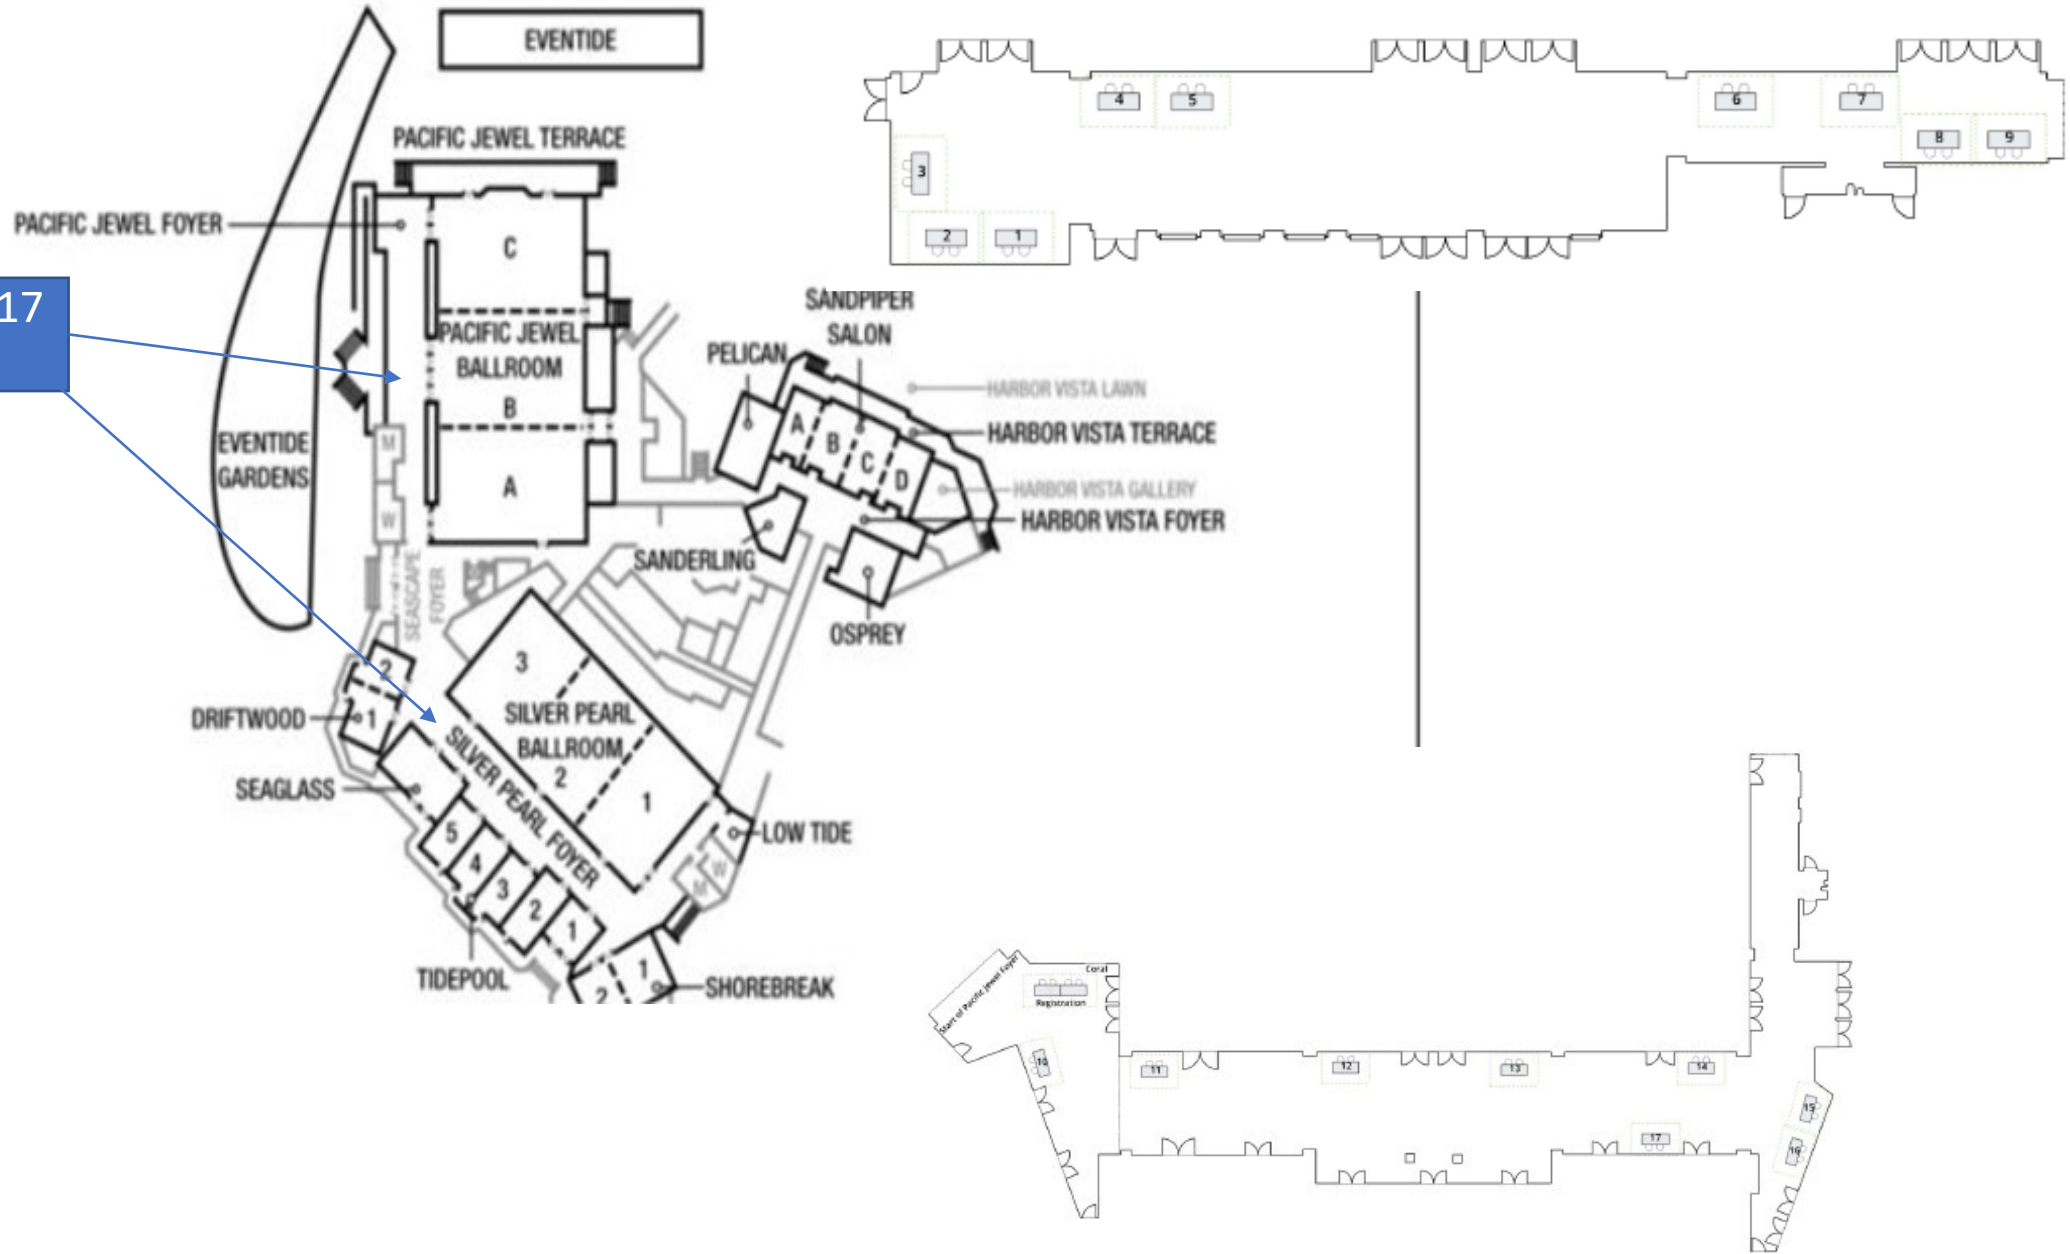 EVENTIDE
PACIFIC JEWEL TERRACE
PACIFIC JEWEL FOYER
C
17
PACIFIC JEWEL
BALLROOM
B
A
EVENTIDE
GARDENS
M
W
SEASCAPE
FOYER
SANDPIPER
SALON
PELICAN
A
B
C
D
HARBOR VISTA LAWN
HARBOR VISTA TERRACE
HARBOR VISTA GALLERY
HARBOR VISTA FOYER
SANDERLING
OSPREY
2
DRIFTWOOD
1
3
SILVER PEARL
BALLROOM
2
1
SILVER PEARL FOYER
SEAGLASS
LOW TIDE
W
M
5
4
3
2
1
TIDEPOOL
1
2
SHOREBREAK
4
5
6
7
8
9
3
2
1
Start of Pacific Jewel Foyer
Coral
Registration
10
11
12
13
14
15
16
17